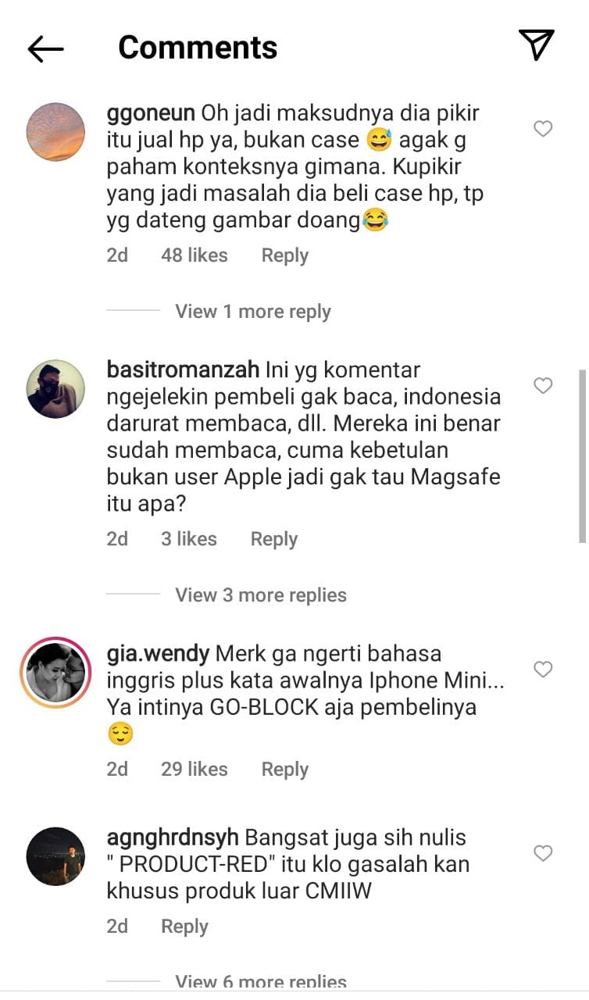 Comments
ggoneun Oh jadi maksudnya dia pikir
itu jual hp ya, bukan case 😅 agak g
paham konteksnya gimana. Kupikir
yang jadi masalah dia beli case hp, tp
yg dateng gambar doang😂
2d 48 likes Reply
View 1 more reply
basitromanzah Ini yg komentar
ngejelekin pembeli gak baca, indonesia
darurat membaca, dll. Mereka ini benar
sudah membaca, cuma kebetulan
bukan user Apple jadi gak tau Magsafe
itu apa?
2d 3 likes Reply
View 3 more replies
gia.wendy Merk ga ngerti bahasa
inggris plus kata awalnya Iphone Mini...
Ya intinya GO-BLOCK aja pembelinya
😌
2d 29 likes Reply
agnghrdnsyh Bangsat juga sih nulis
" PRODUCT-RED" itu klo gasalah kan
khusus produk luar CMIIW
2d Reply
View 6 more replies